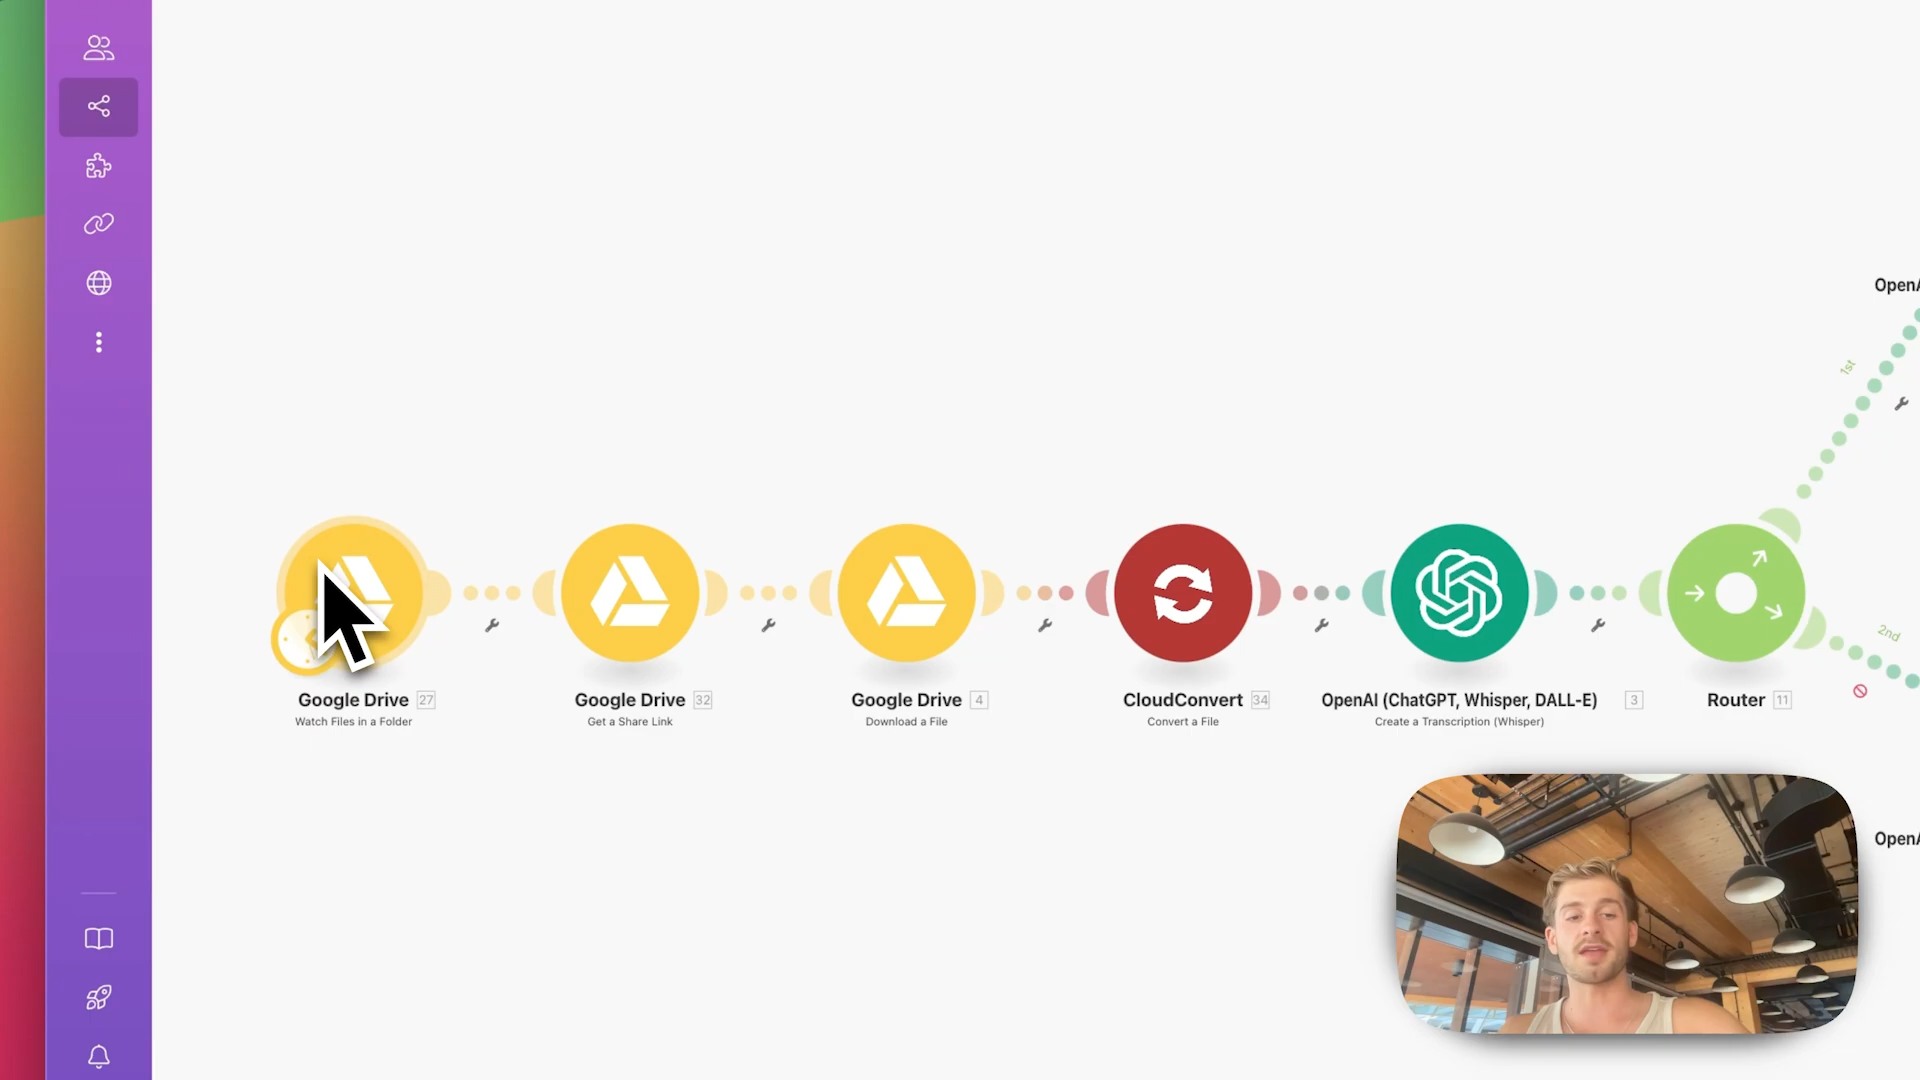 OpenA
1st
2nd
Google Drive 27
Watch Files in a Folder
Google Drive 32
Get a Share Link
Google Drive 4
Download a File
CloudConvert 34
Convert a File
OpenAI (ChatGPT, Whisper, DALL-E) 3
Create a Transcription (Whisper)
Router 11
OpenA